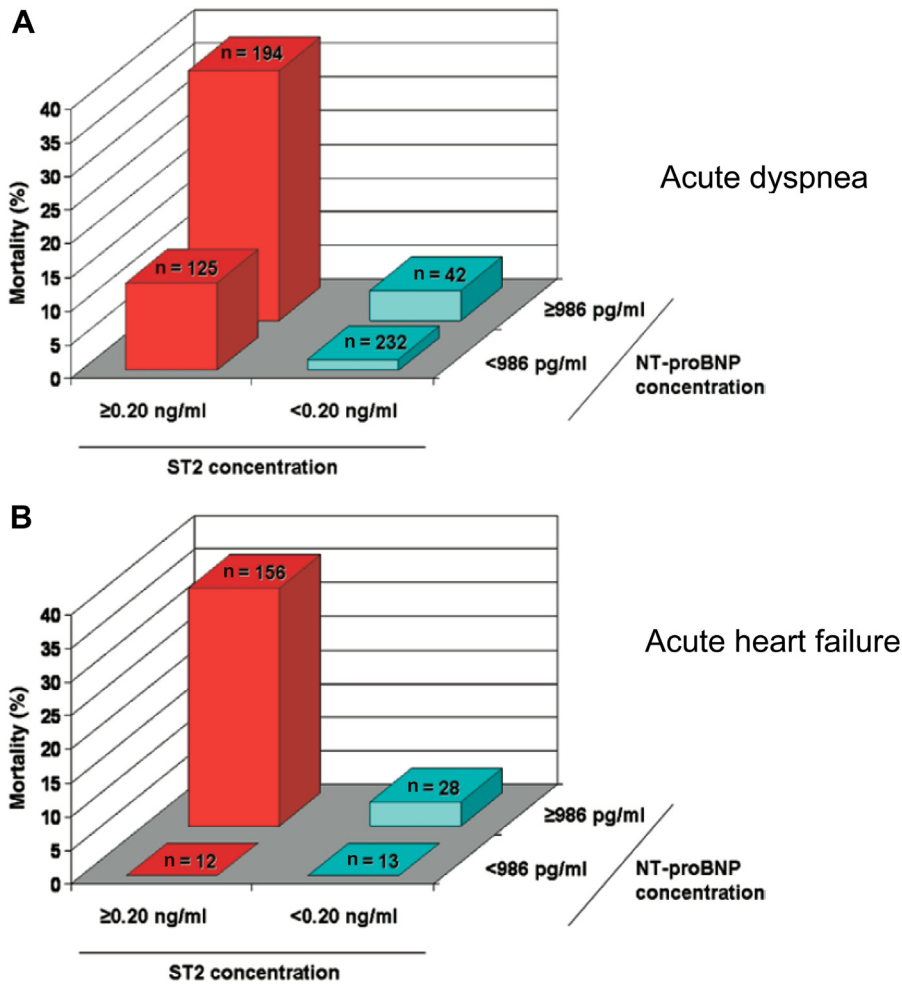 A
n = 194
40
35
30
25
20
15
10
5
0
Mortality (%)
n = 125
n = 42
n = 232
Acute dyspnea
≥986 pg/ml
<986 pg/ml
NT-proBNP
concentration
≥0.20 ng/ml
<0.20 ng/ml
ST2 concentration
B
n = 156
40
35
30
25
20
15
10
5
0
Mortality (%)
n = 28
n = 12
n = 13
Acute heart failure
≥986 pg/ml
<986 pg/ml
NT-proBNP
concentration
≥0.20 ng/ml
<0.20 ng/ml
ST2 concentration